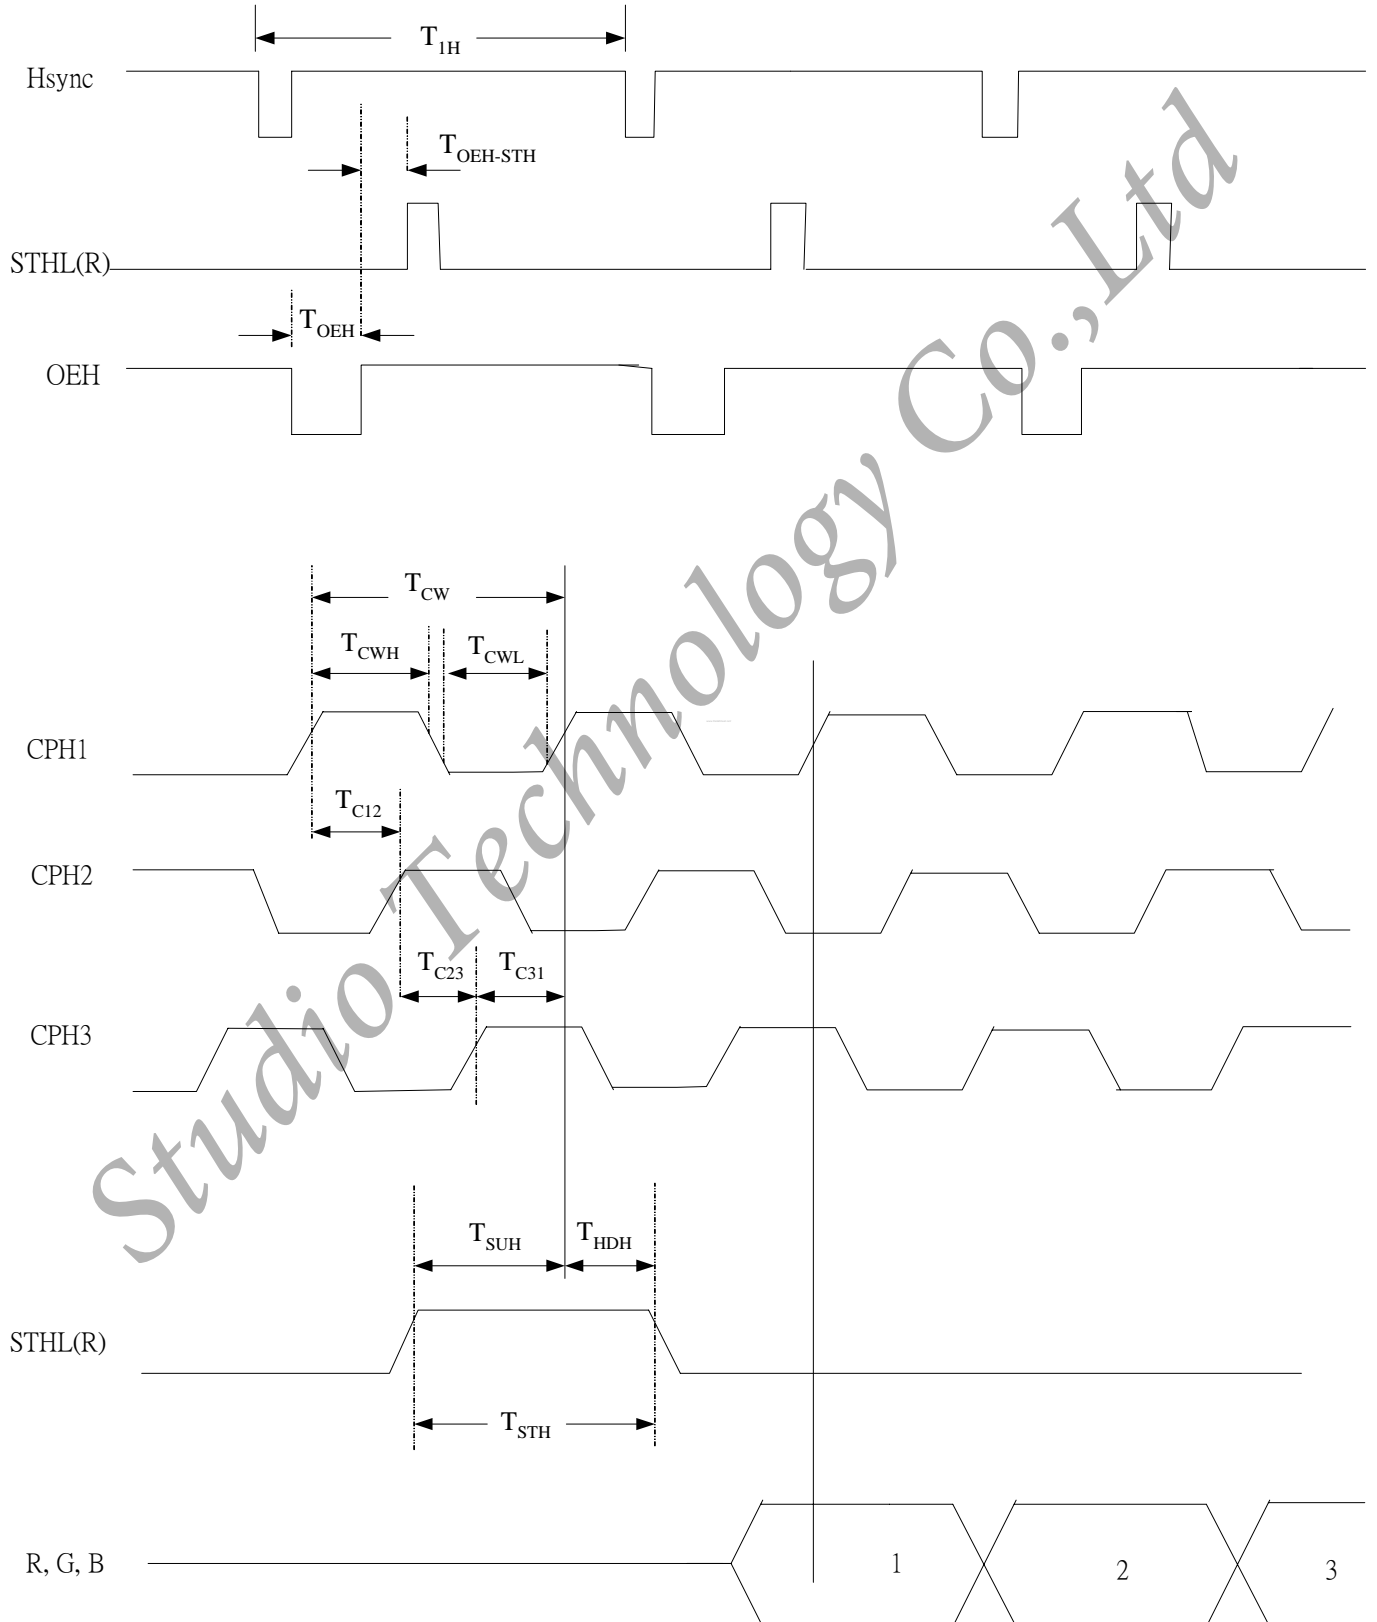 T1H
Hsync
TOEH-STH
STHL(R)
TOEH
OEH
TCW
TCWH
TCWL
CPH1
TC12
CPH2
TC23
TC31
CPH3
TSUH
THDH
STHL(R)
TSTH
R, G, B
1
2
3
Studio Technology Co.,Ltd